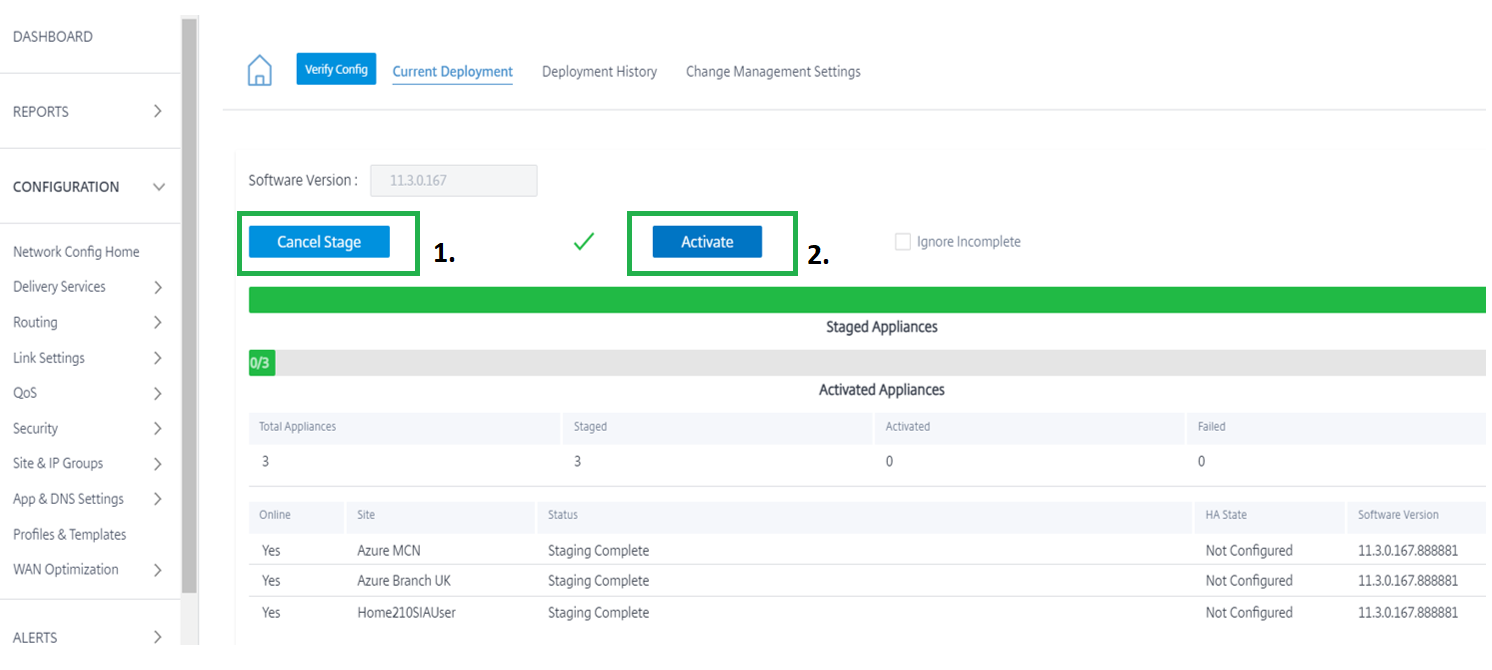 DASHBOARD
REPORTS
CONFIGURATION
Network Config Home
Delivery Services
Routing
Link Settings
QoS
Security
Site & IP Groups
App & DNS Settings
Profiles & Templates
WAN Optimization
ALERTS
Verify Config Current Deployment Deployment History Change Management Settings
Software Version : 11.3.0.167
Cancel Stage 1. Activate 2. Ignore Incomplete
Staged Appliances
0/3
Activated Appliances
Total Appliances Staged Activated Failed
3 3 0 0
Online Site Status HA State Software Version
Yes Azure MCN Staging Complete Not Configured 11.3.0.167.888881
Yes Azure Branch UK Staging Complete Not Configured 11.3.0.167.888881
Yes Home210SIAUser Staging Complete Not Configured 11.3.0.167.888881